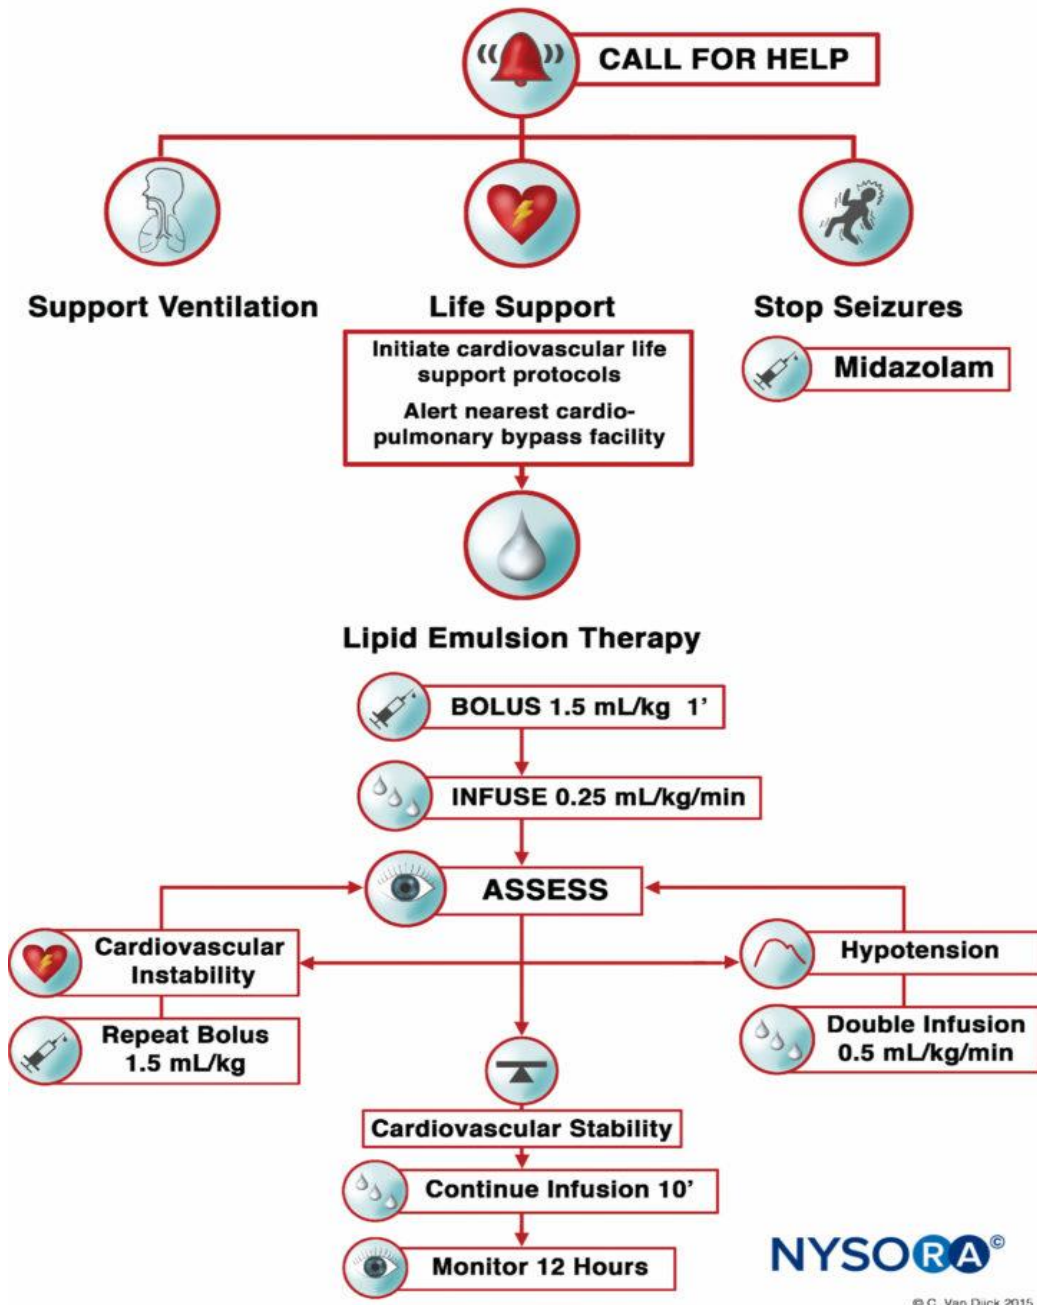 CALL FOR HELP
Support Ventilation
Life Support
Stop Seizures
Initiate cardiovascular life
support protocols
Alert nearest cardio-
pulmonary bypass facility
Midazolam
Lipid Emulsion Therapy
BOLUS 1.5 mL/kg 1’
INFUSE 0.25 mL/kg/min
ASSESS
Cardiovascular
Instability
Hypotension
Repeat Bolus
1.5 mL/kg
Double Infusion
0.5 mL/kg/min
Cardiovascular Stability
Continue Infusion 10’
Monitor 12 Hours
NYSORA©
© C. Van Dijck 2015